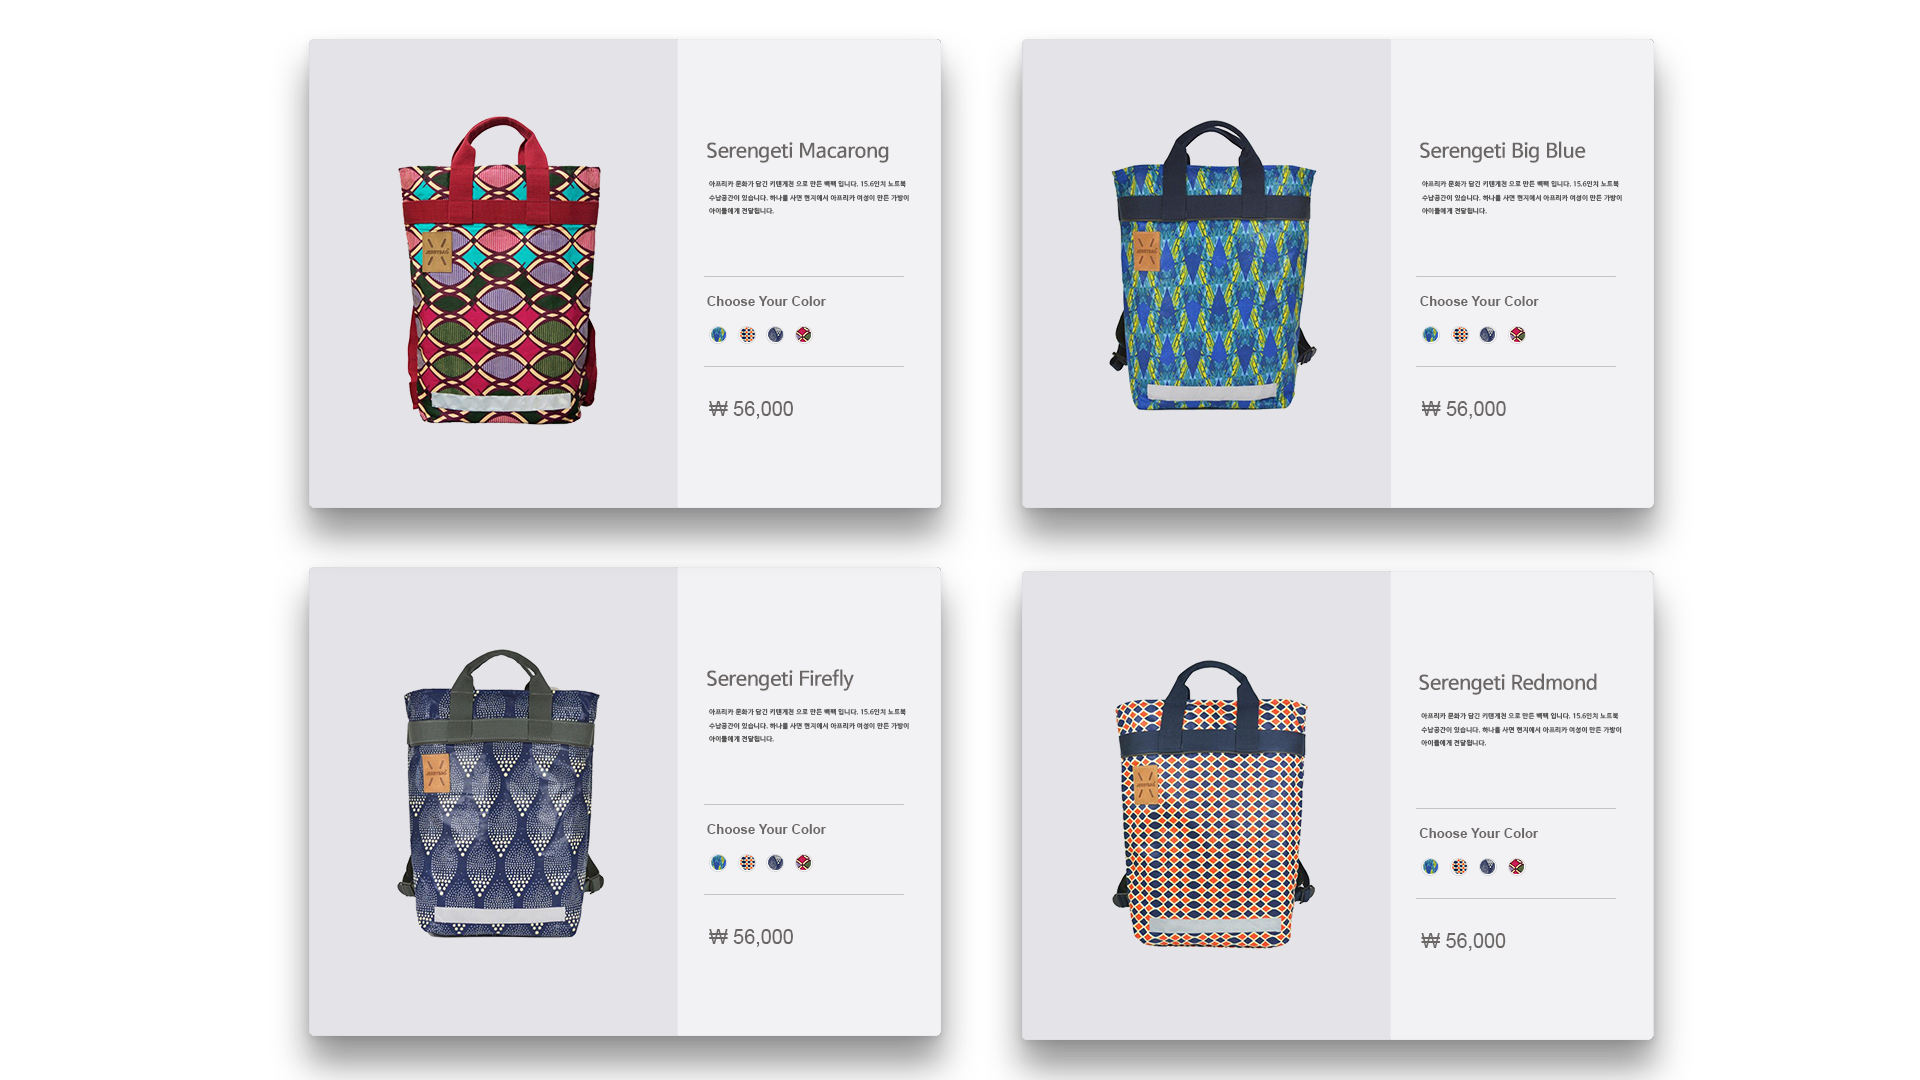 Serengeti Macarong
아프리카 문화가 담긴 키텐게천 으로 만든 백팩 입니다. 15.6인치 노트북
수납공간이 있습니다. 하나를 사면 현지에서 아프리카 여성이 만든 가방이
아이들에게 전달됩니다.
Choose Your Color
₩ 56,000
Serengeti Big Blue
아프리카 문화가 담긴 키텐게천 으로 만든 백팩 입니다. 15.6인치 노트북
수납공간이 있습니다. 하나를 사면 현지에서 아프리카 여성이 만든 가방이
아이들에게 전달됩니다.
Choose Your Color
₩ 56,000
Serengeti Firefly
아프리카 문화가 담긴 키텐게천 으로 만든 백팩 입니다. 15.6인치 노트북
수납공간이 있습니다. 하나를 사면 현지에서 아프리카 여성이 만든 가방이
아이들에게 전달됩니다.
Choose Your Color
₩ 56,000
Serengeti Redmond
아프리카 문화가 담긴 키텐게천 으로 만든 백팩 입니다. 15.6인치 노트북
수납공간이 있습니다. 하나를 사면 현지에서 아프리카 여성이 만든 가방이
아이들에게 전달됩니다.
Choose Your Color
₩ 56,000